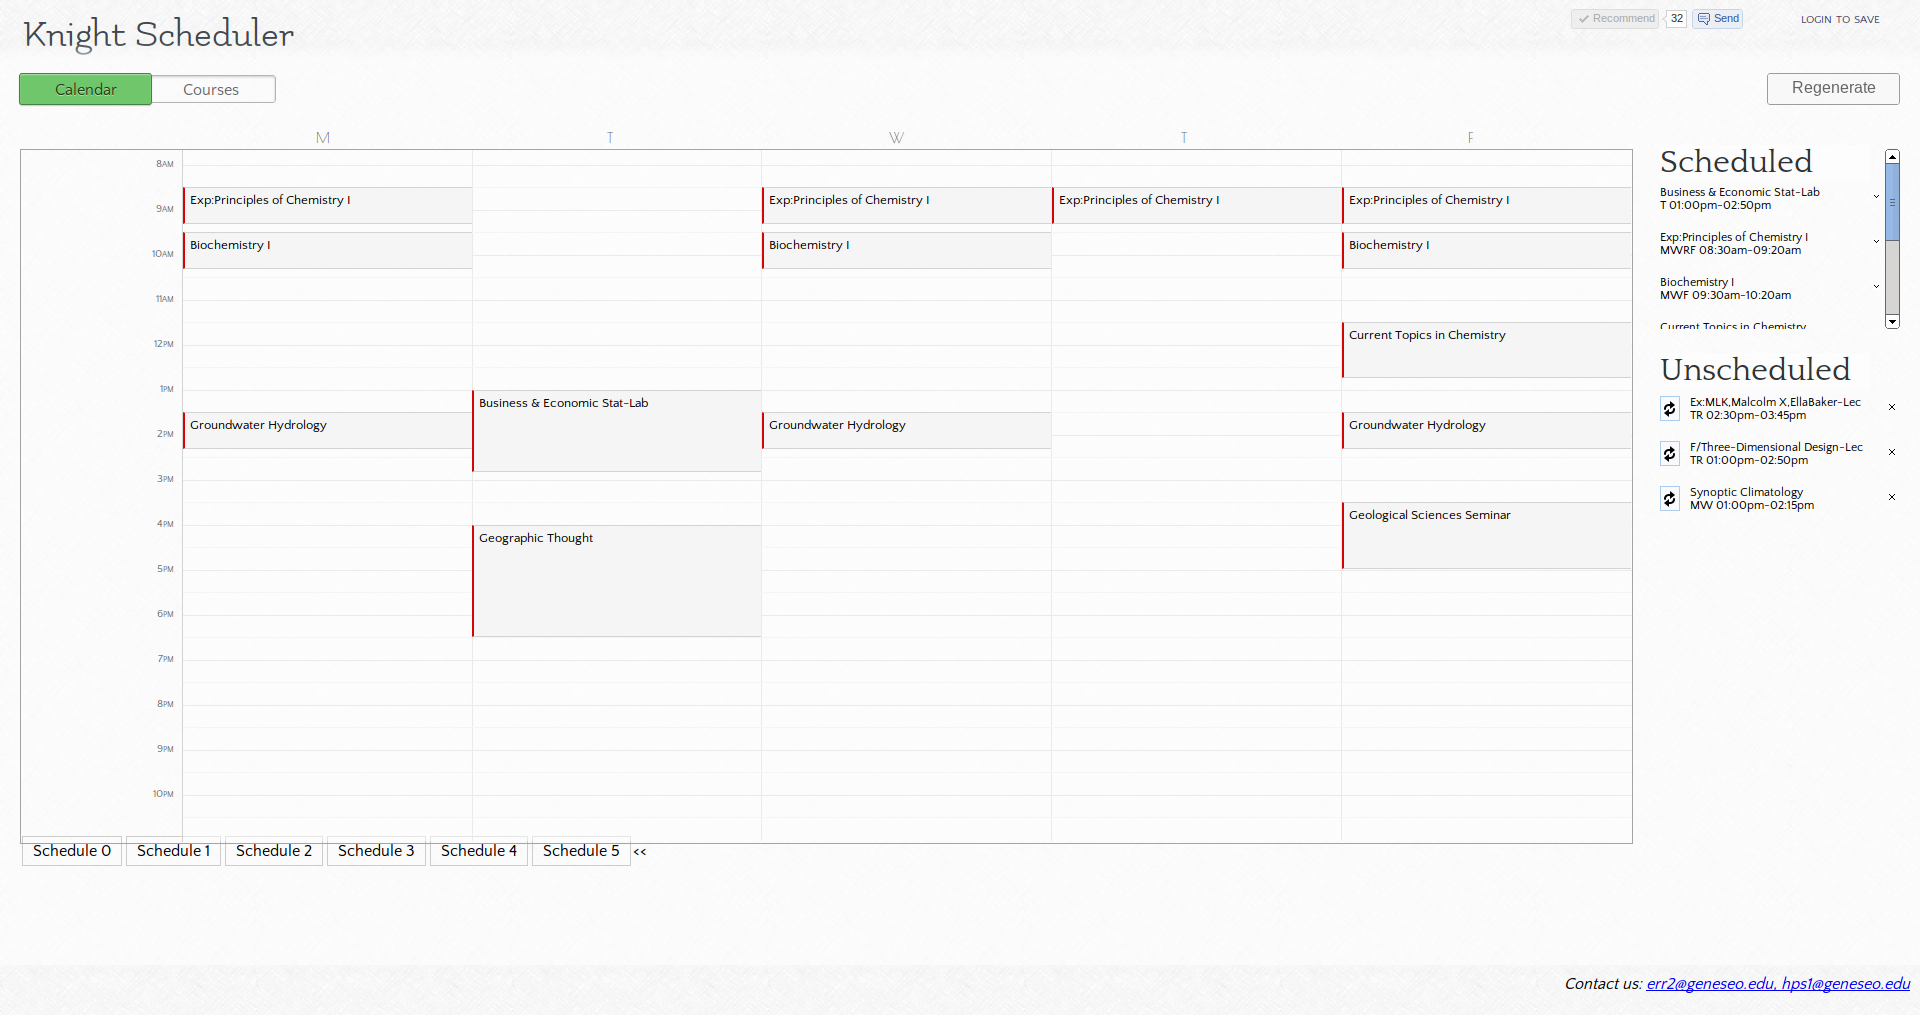 Knight Scheduler
Recommend 32 Send LOGIN TO SAVE
Calendar Courses Regenerate
M T W T F
8AM
9AM
10AM
11AM
12PM
1PM
2PM
3PM
4PM
5PM
6PM
7PM
8PM
9PM
10PM
Exp:Principles of Chemistry I
Biochemistry I
Groundwater Hydrology
Business & Economic Stat-Lab
Geographic Thought
Exp:Principles of Chemistry I
Biochemistry I
Groundwater Hydrology
Exp:Principles of Chemistry I
Exp:Principles of Chemistry I
Biochemistry I
Current Topics in Chemistry
Groundwater Hydrology
Geological Sciences Seminar
Scheduled
Business & Economic Stat-Lab
T 01:00pm-02:50pm
Exp:Principles of Chemistry I
MWRF 08:30am-09:20am
Biochemistry I
MWF 09:30am-10:20am
Current Topics in Chemistry
Unscheduled
Ex:MLK,Malcolm X,EllaBaker-Lec
TR 02:30pm-03:45pm
F/Three-Dimensional Design-Lec
TR 01:00pm-02:50pm
Synoptic Climatology
MW 01:00pm-02:15pm
Schedule 0 Schedule 1 Schedule 2 Schedule 3 Schedule 4 Schedule 5 <<
Contact us: err2@geneseo.edu, hps1@geneseo.edu